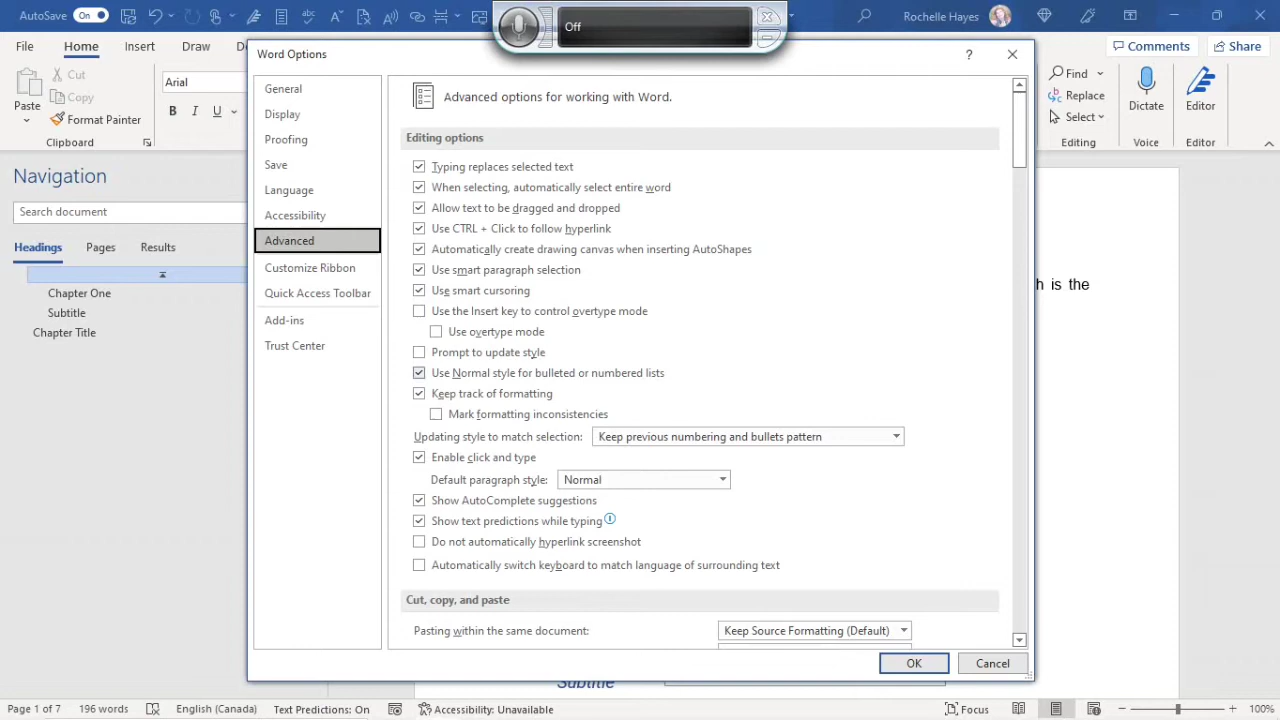 AutoSave On
Rochelle Hayes
Off
File Home Insert Draw
Comments Share
Word Options
Paste
Cut
Copy
Format Painter
Clipboard
Arial
B I U
Find
Replace
Select
Editing
Dictate
Voice
Editor
Editor
Navigation
Search document
Headings Pages Results
Chapter One
Subtitle
Chapter Title
General
Display
Proofing
Save
Language
Accessibility
Advanced
Customize Ribbon
Quick Access Toolbar
Add-ins
Trust Center
Advanced options for working with Word.
Editing options
Typing replaces selected text
When selecting, automatically select entire word
Allow text to be dragged and dropped
Use CTRL + Click to follow hyperlink
Automatically create drawing canvas when inserting AutoShapes
Use smart paragraph selection
Use smart cursoring
Use the Insert key to control overtype mode
Use overtype mode
Prompt to update style
Use Normal style for bulleted or numbered lists
Keep track of formatting
Mark formatting inconsistencies
Updating style to match selection: Keep previous numbering and bullets pattern
Enable click and type
Default paragraph style: Normal
Show AutoComplete suggestions
Show text predictions while typing
Do not automatically hyperlink screenshot
Automatically switch keyboard to match language of surrounding text
Cut, copy, and paste
Pasting within the same document: Keep Source Formatting (Default)
OK Cancel
h is the
Subtitle
Page 1 of 7 196 words English (Canada) Text Predictions: On Accessibility: Unavailable Focus 100%